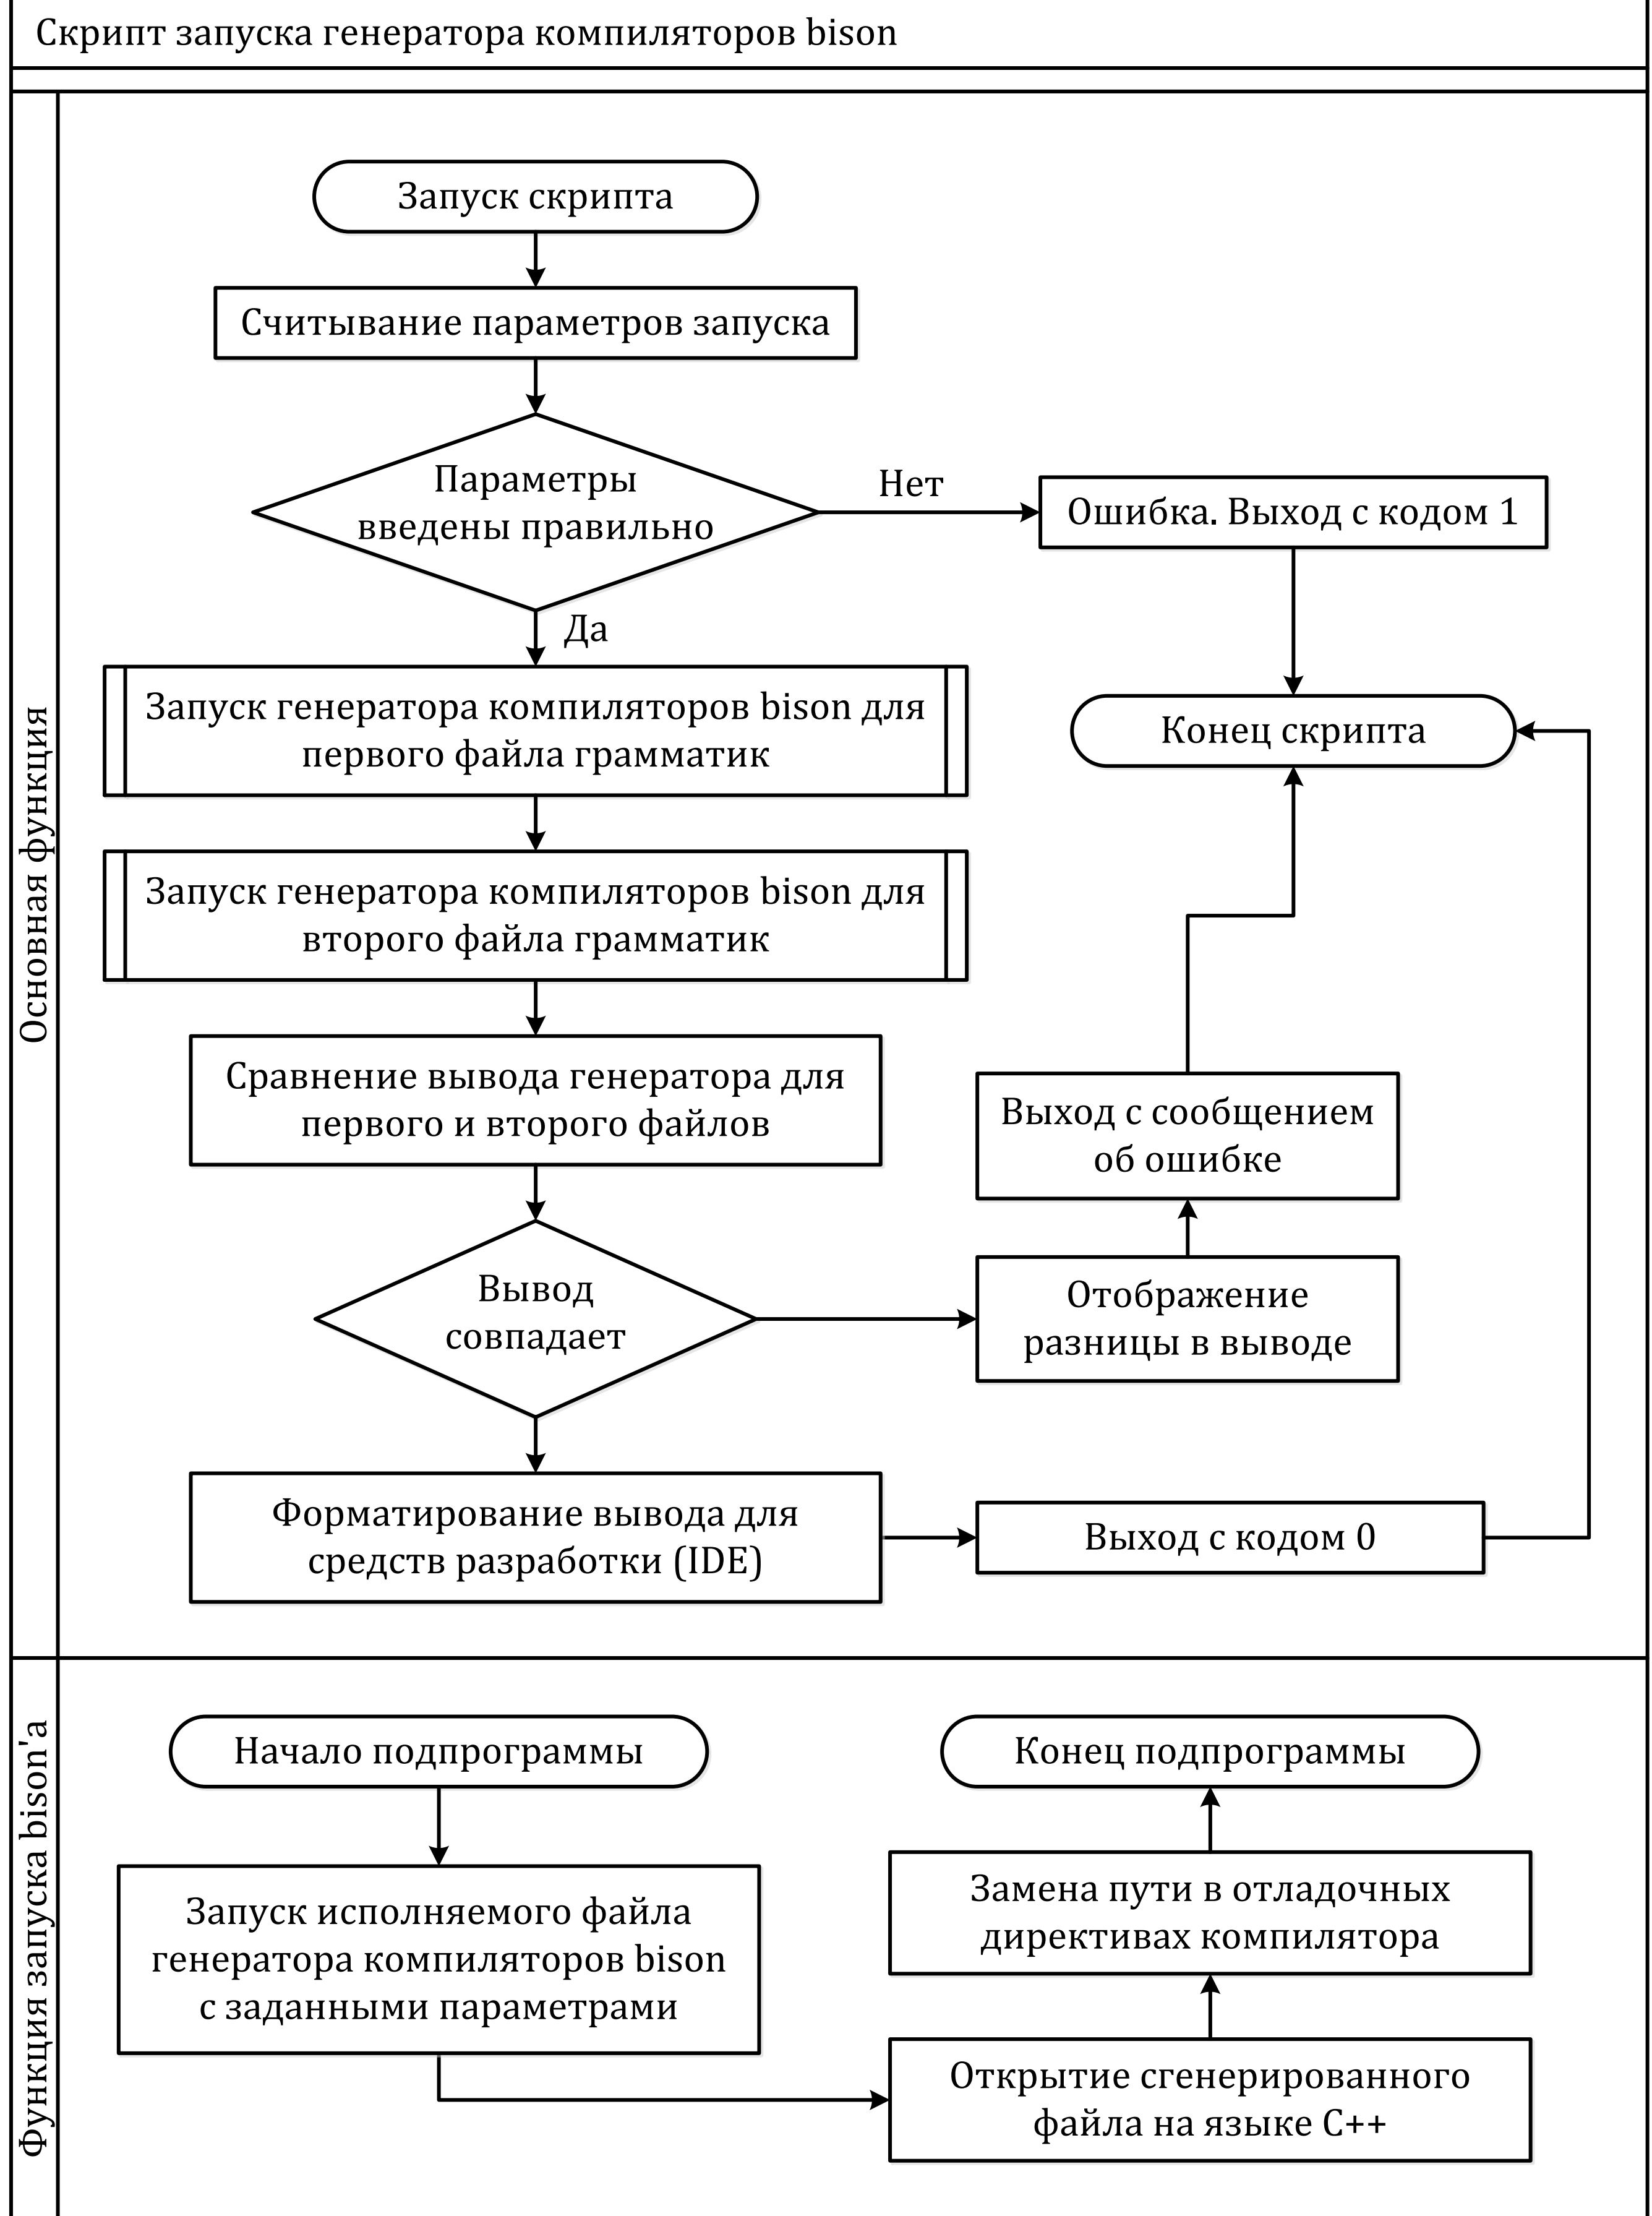 Скрипт запуска генератора компиляторов bison
Основная функция
Запуск скрипта
Считывание параметров запуска
Параметры
введены правильно
Нет
Ошибка. Выход с кодом 1
Да
Запуск генератора компиляторов bison для
первого файла грамматик
Конец скрипта
Запуск генератора компиляторов bison для
второго файла грамматик
Сравнение вывода генератора для
первого и второго файлов
Выход с сообщением
об ошибке
Вывод
совпадает
Отображение
разницы в выводе
Форматирование вывода для
средств разработки (IDE)
Выход с кодом 0
Функция запуска bison'а
Начало подпрограммы
Конец подпрограммы
Запуск исполняемого файла
генератора компиляторов bison
с заданными параметрами
Замена пути в отладочных
директивах компилятора
Открытие сгенерированного
файла на языке C++